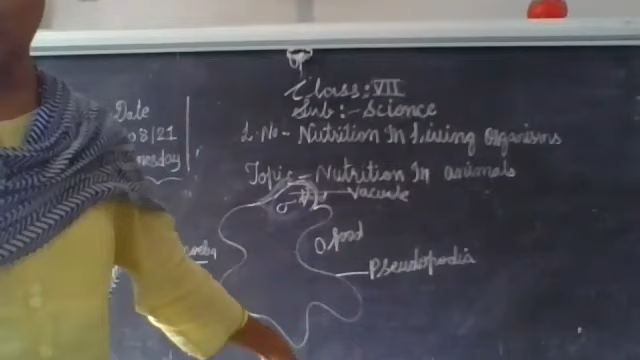 Class: VII
Sub :- Science
L. No - Nutrition In Living Organisms
Topic - Nutrition In animals
Date
8/21
nesday
Vacuole
food
Pseudopodia